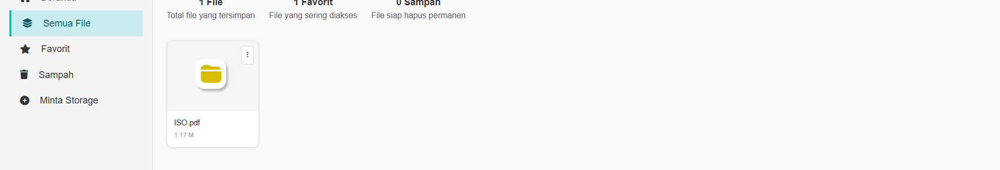 Beranda
Semua File
Favorit
Sampah
Minta Storage
1 File
Total file yang tersimpan
1 Favorit
File yang sering diakses
0 Sampah
File siap hapus permanen
ISO.pdf
1.17 M